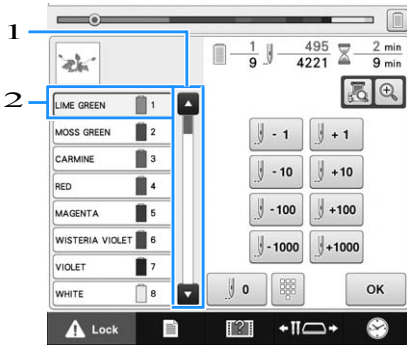 1
1 495 2 min
9 4221 9 min
2
LIME GREEN 1
MOSS GREEN 2
CARMINE 3
RED 4
MAGENTA 5
WISTERIA VIOLET 6
VIOLET 7
WHITE 8
- 1 + 1
- 10 +10
-100 +100
-1000 +1000
0 OK
Lock ?